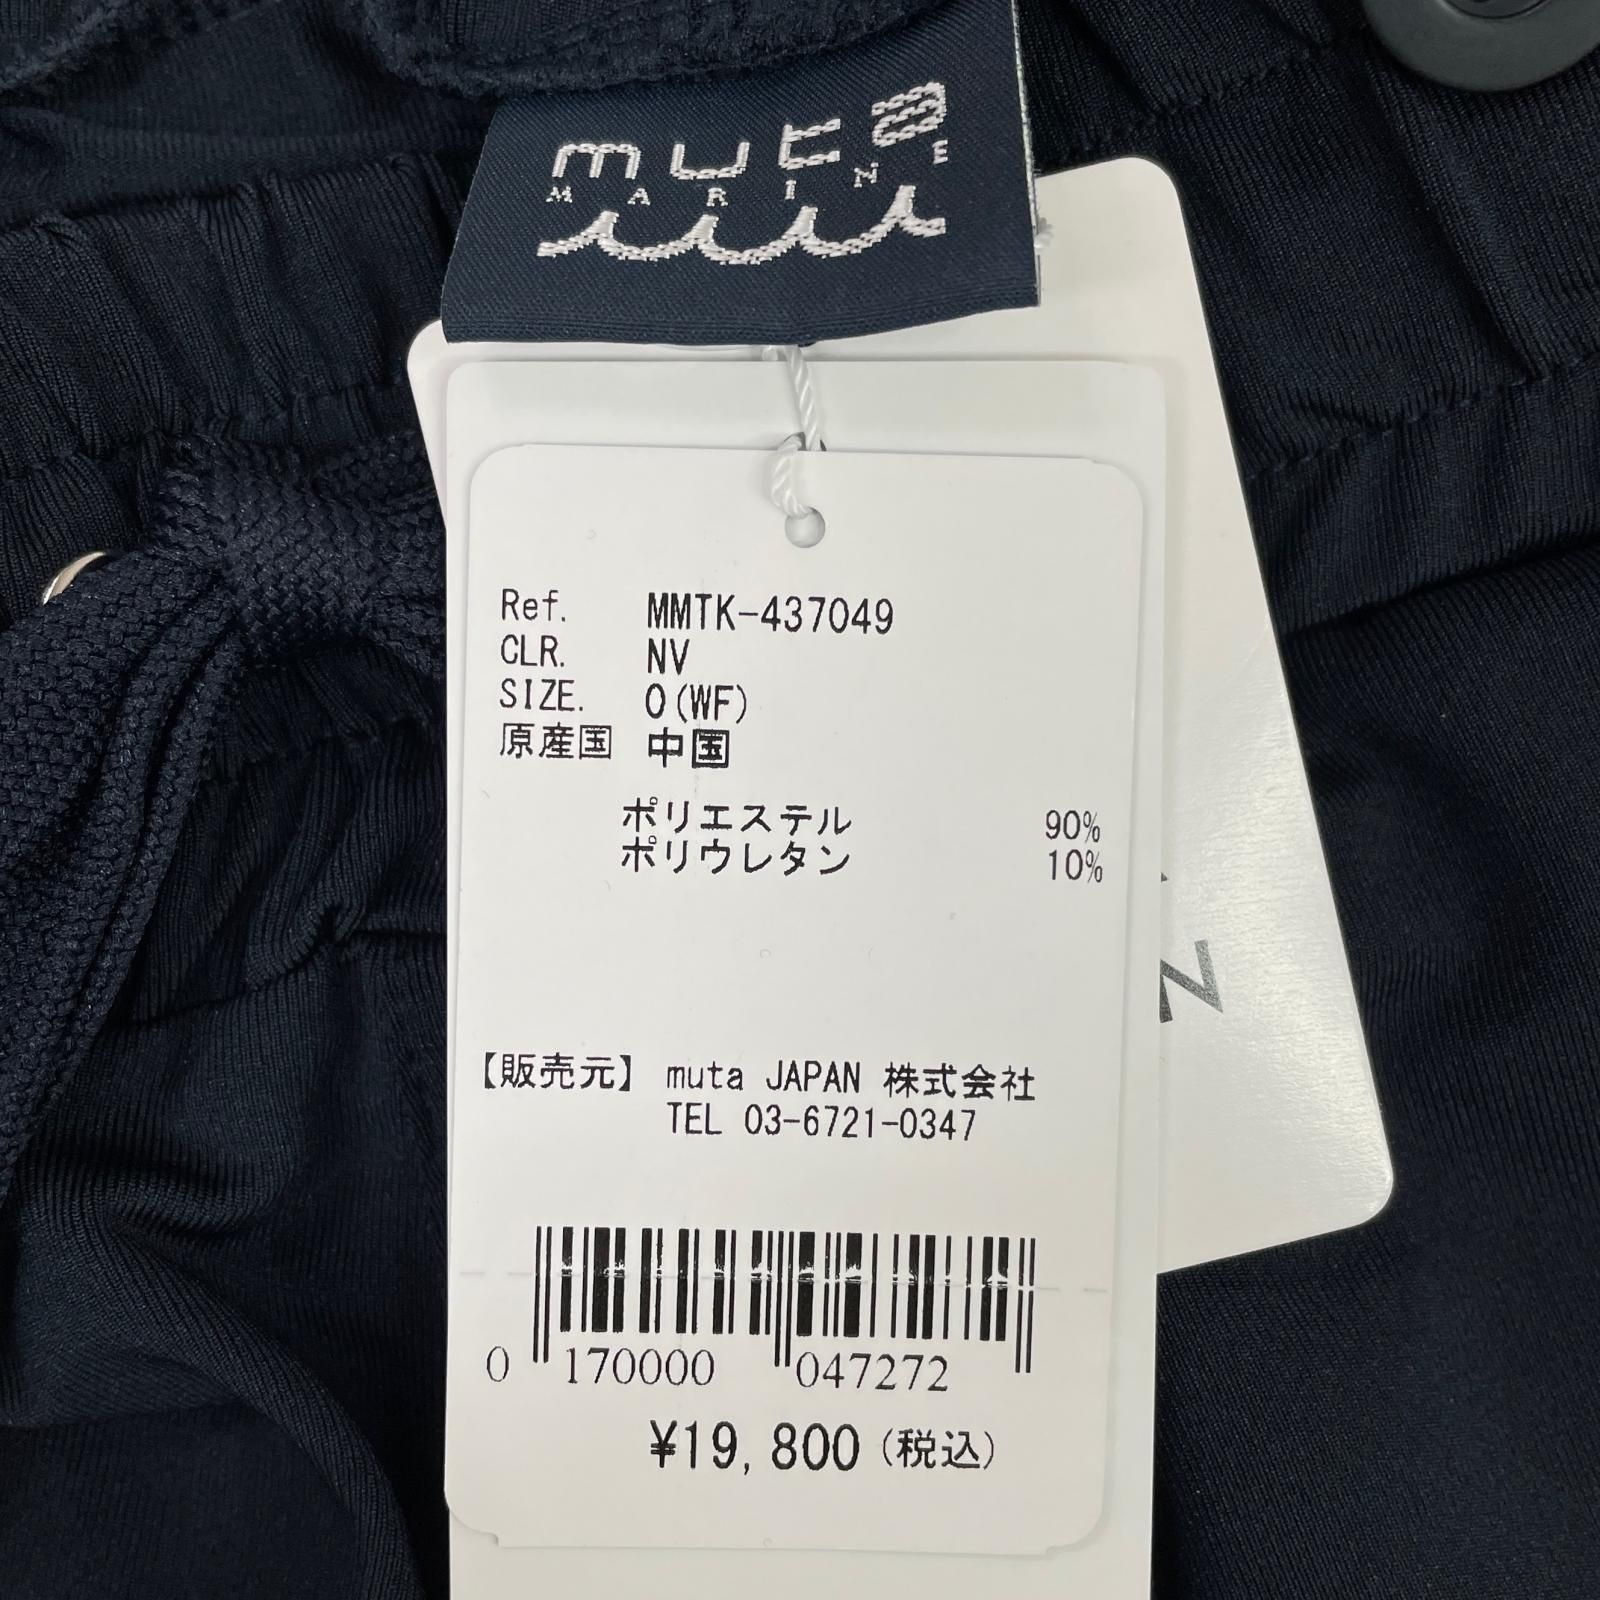 muta
MARINE
Ref. MMTK-437049
CLR. NV
SIZE. 0(WF)
原産国 中国
ポリエステル 90%
ポリウレタン 10%
【販売元】 muta JAPAN 株式会社
TEL 03-6721-0347
0 170000 047272
¥19,800(税込)